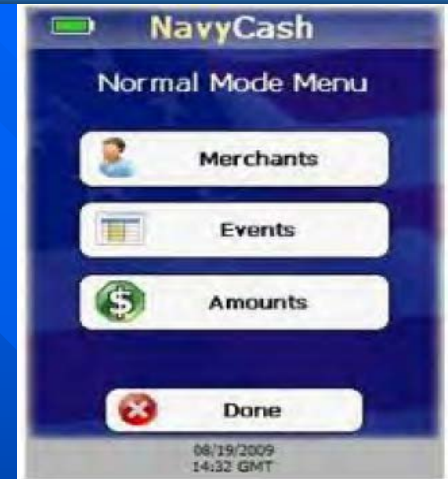 NavyCash
Normal Mode Menu
Merchants
Events
$
Amounts
Done
08/19/2009
14:32 GMT